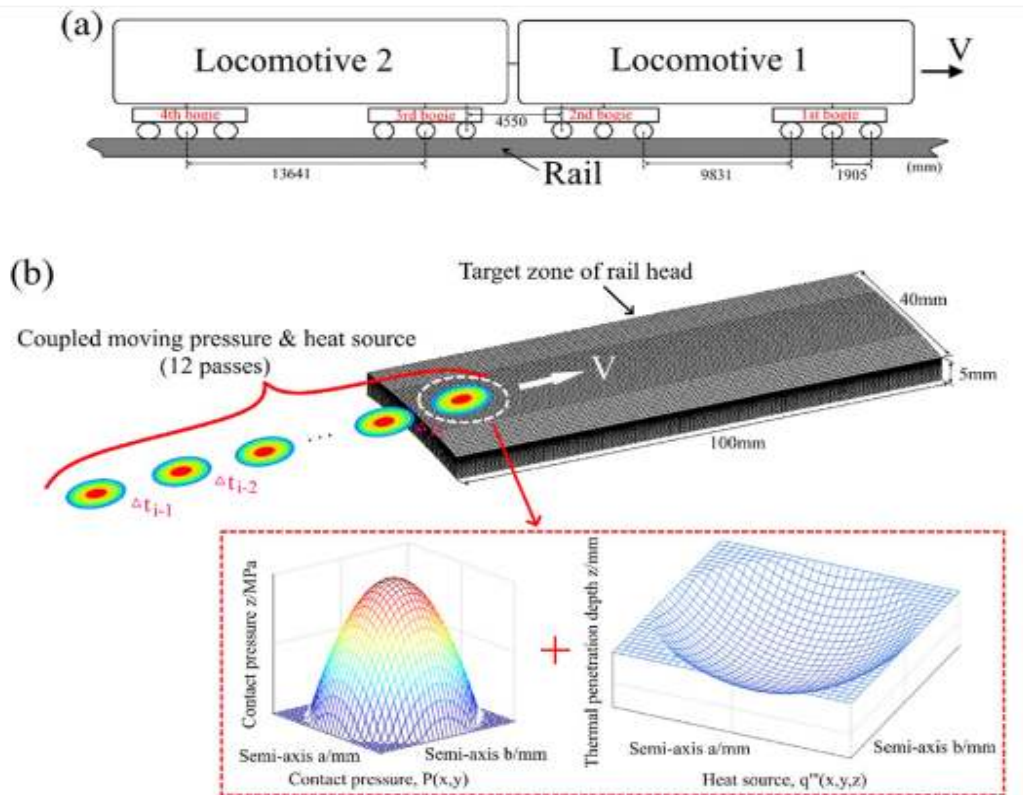 (a)
Locomotive 2
Locomotive 1
V
4th bogie
3rd bogie
2nd bogie
1st bogie
4550
13641
Rail
9831
1905
(mm)
(b)
Target zone of rail head
40mm
Coupled moving pressure & heat source
(12 passes)
V
5mm
100mm
...
△ti-2
△ti-1
Contact pressure z/MPa
Semi-axis a/mm
Semi-axis b/mm
Contact pressure, P(x,y)
+
Thermal penetration depth z/mm
Semi-axis a/mm
Semi-axis b/mm
Heat source, q'''(x,y,z)